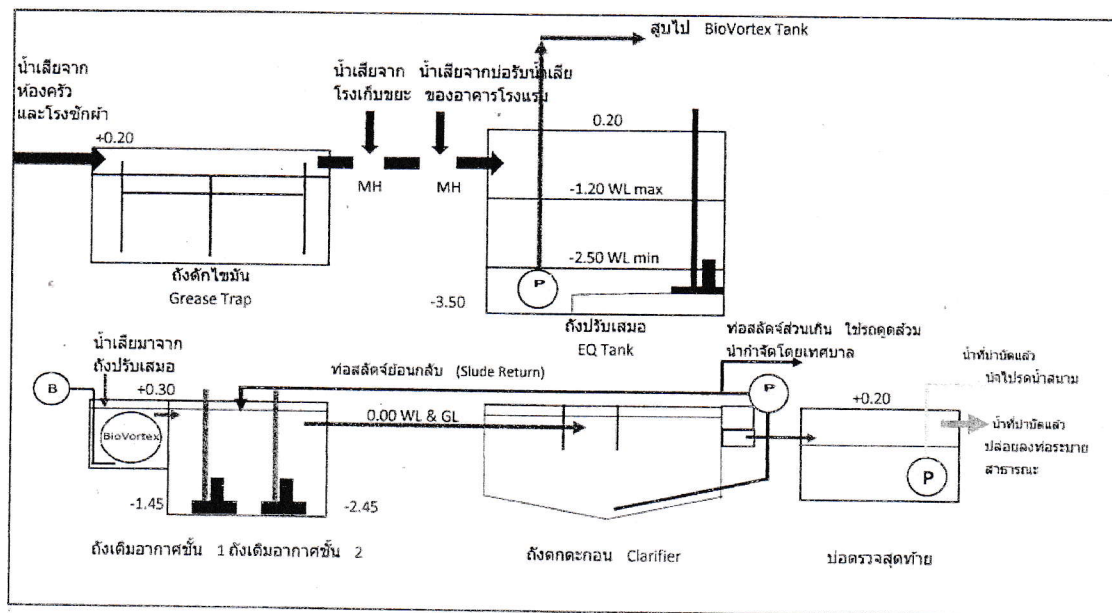 สูบไป BioVortex Tank
น้ำเสียจาก
ห้องครัว
และโรงซักผ้า
น้ำเสียจาก
โรงเก็บขยะ
น้ำเสียจากบ่อรับน้ำเสีย
ของอาคารโรงแรม
+0.20
0.20
MH
MH
-1.20 WL max
-2.50 WL min
P
-3.50
ถังดักไขมัน
Grease Trap
ถังปรับเสมอ
EQ Tank
น้ำเสียมาจาก
ถังปรับเสมอ
B
+0.30
BioVortex
-1.45
-2.45
ท่อสลัดจ์ย้อนกลับ (Slude Return)
0.00 WL & GL
ท่อสลัดจ์ส่วนเกิน ใช้รถดูดส้วม
นำกำจัดโดยเทศบาล
P
น้ำที่บำบัดแล้ว
นำไปรดน้ำสนาม
+0.20
น้ำที่บำบัดแล้ว
ปล่อยลงท่อระบาย
สาธารณะ
P
ถังเติมอากาศชั้น 1 ถังเติมอากาศชั้น 2
ถังตกตะกอน Clarifier
บ่อตรวจสุดท้าย